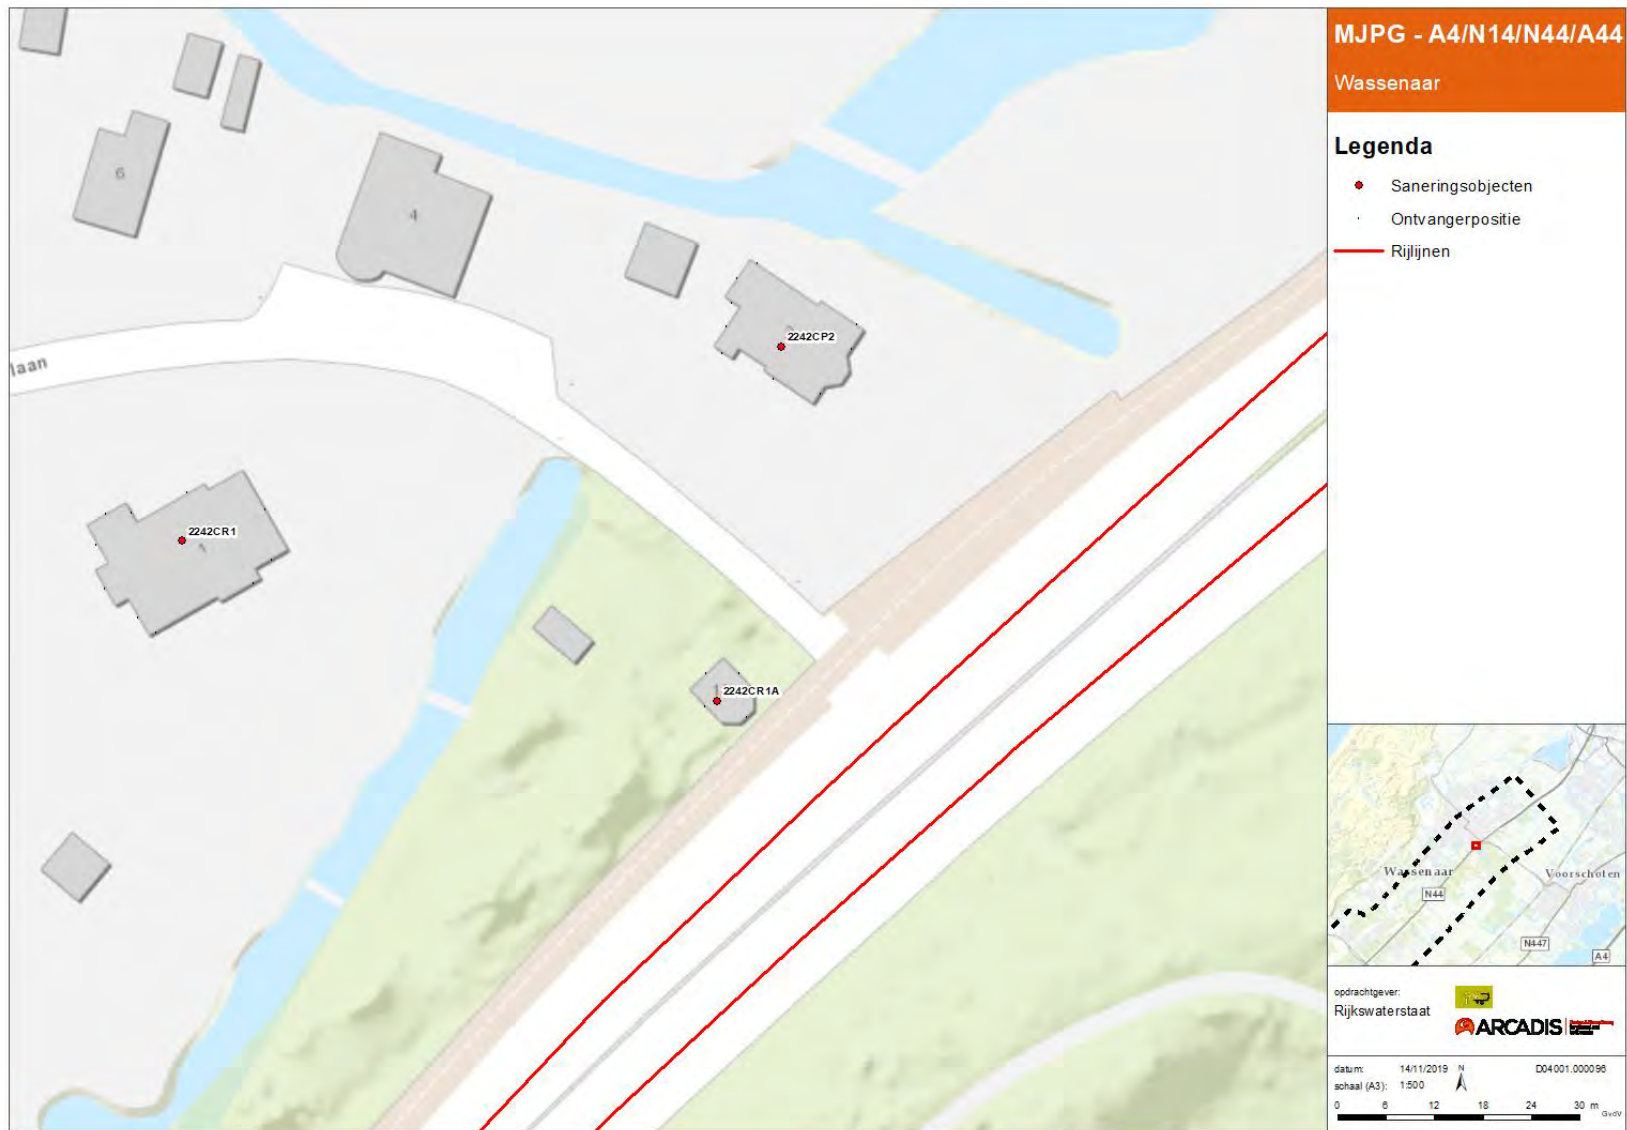 MJPG - A4/N14/N44/A44
Wassenaar
Legenda
Saneringsobjecten
Ontvangerpositie
Rijlijnen
6
4
2242CP2
laan
2242CR1
1
2242CR1A
Wassenaar
Voorschoten
N44
N447
A4
opdrachtgever:
Rijkswaterstaat
ARCADIS
datum: 14/11/2019 N D04001.000096
schaal (A3): 1:500
0 6 12 18 24 30 m
GvdV